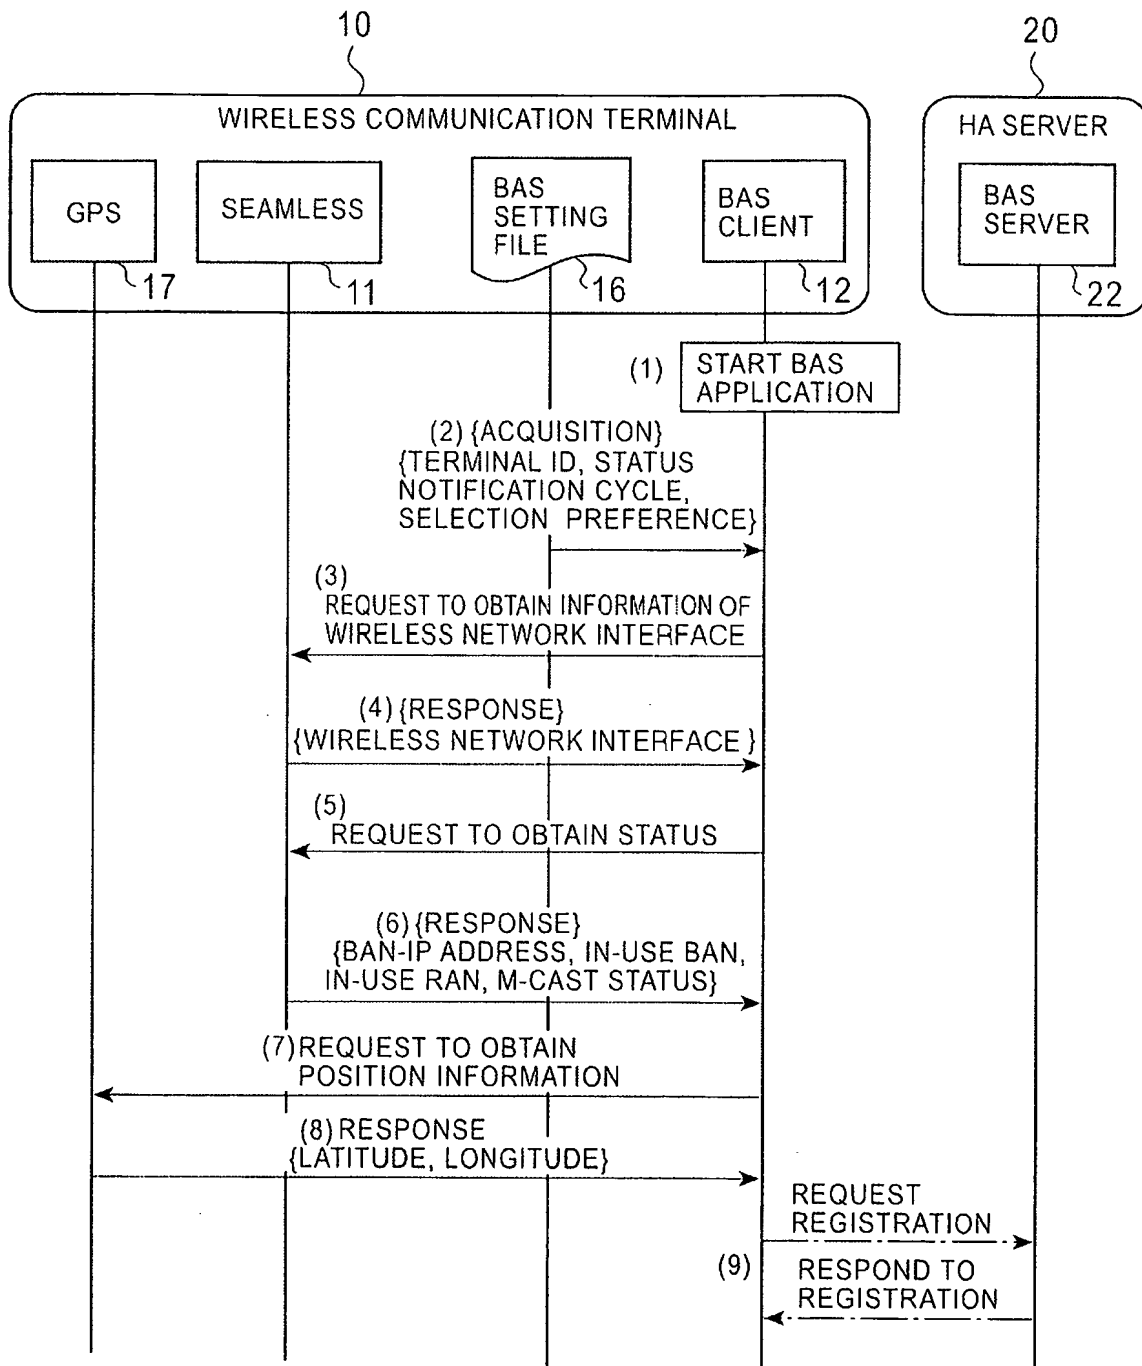 10
20
WIRELESS COMMUNICATION TERMINAL
HA SERVER
GPS
17
SEAMLESS
11
BAS
SETTING
FILE
16
BAS
CLIENT
12
BAS
SERVER
22
(1)
START BAS
APPLICATION
(2) {ACQUISITION}
{TERMINAL ID, STATUS
NOTIFICATION CYCLE,
SELECTION PREFERENCE}
(3)
REQUEST TO OBTAIN INFORMATION OF
WIRELESS NETWORK INTERFACE
(4) {RESPONSE}
{WIRELESS NETWORK INTERFACE }
(5)
REQUEST TO OBTAIN STATUS
(6) {RESPONSE}
{BAN-IP ADDRESS, IN-USE BAN,
IN-USE RAN, M-CAST STATUS}
(7) REQUEST TO OBTAIN
POSITION INFORMATION
(8) RESPONSE
{LATITUDE, LONGITUDE}
REQUEST
REGISTRATION
(9)
RESPOND TO
REGISTRATION